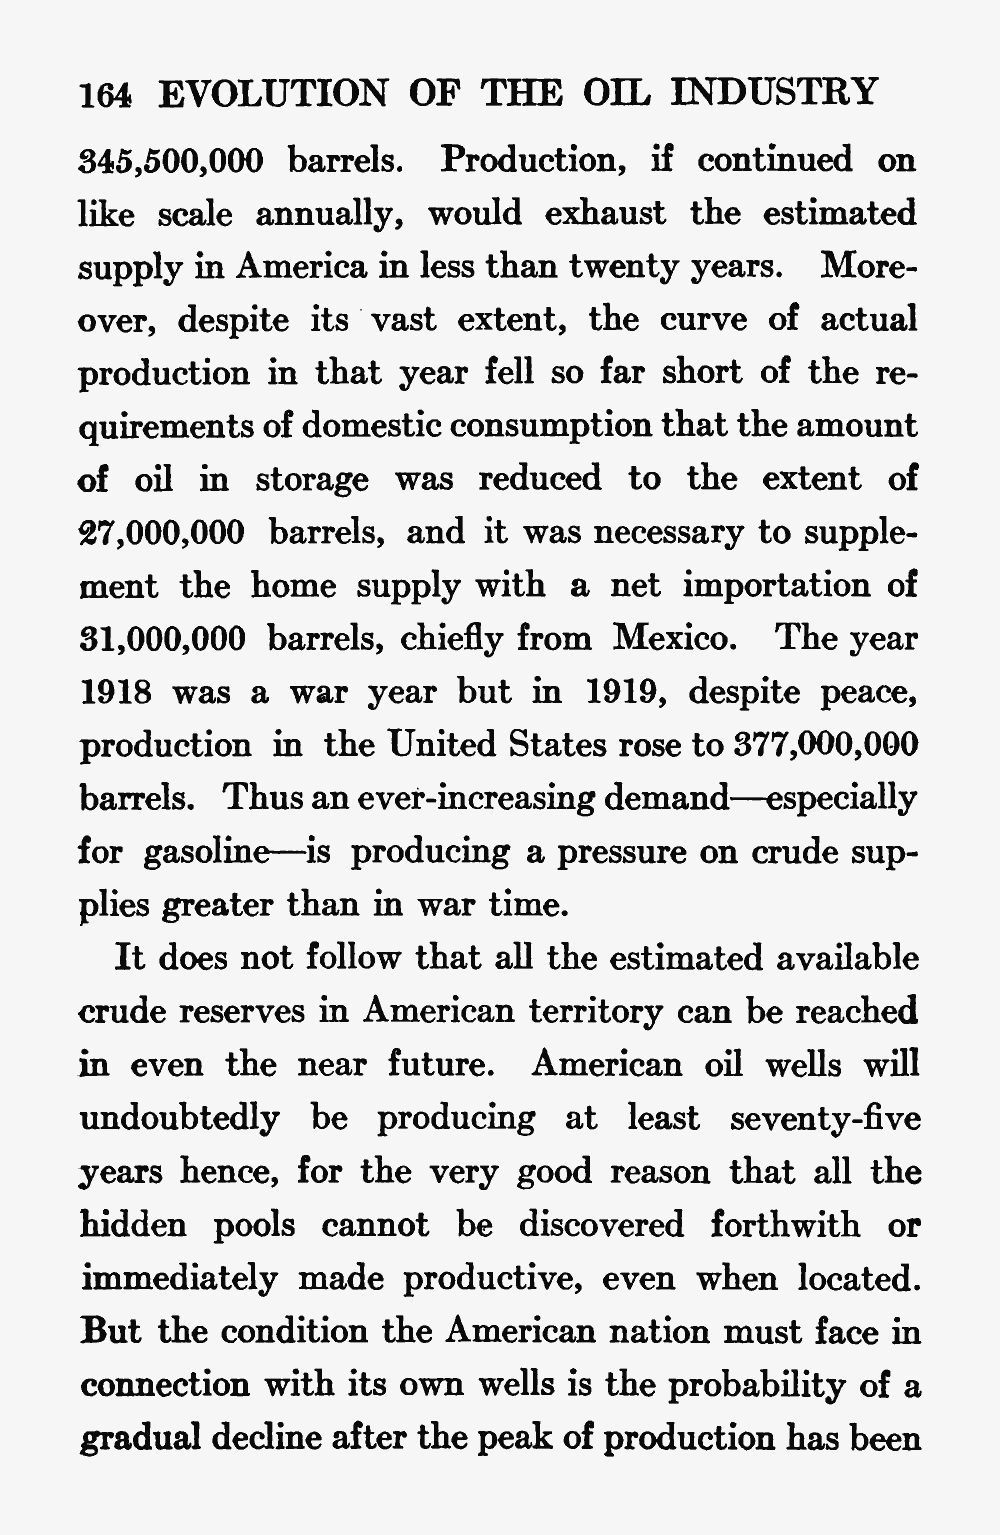 164 EVOLUTION OF THE OIL INDUSTRY
345,500,000 barrels. Production, if continued on
like scale annually, would exhaust the estimated
supply in America in less than twenty years. More-
over, despite its vast extent, the curve of actual
production in that year fell so far short of the re-
quirements of domestic consumption that the amount
of oil in storage was reduced to the extent of
27,000,000 barrels, and it was necessary to supple-
ment the home supply with a net importation of
31,000,000 barrels, chiefly from Mexico. The year
1918 was a war year but in 1919, despite peace,
production in the United States rose to 377,000,000
barrels. Thus an ever-increasing demand—especially
for gasoline—is producing a pressure on crude sup-
plies greater than in war time.
It does not follow that all the estimated available
crude reserves in American territory can be reached
in even the near future. American oil wells will
undoubtedly be producing at least seventy-five
years hence, for the very good reason that all the
hidden pools cannot be discovered forthwith or
immediately made productive, even when located.
But the condition the American nation must face in
connection with its own wells is the probability of a
gradual decline after the peak of production has been